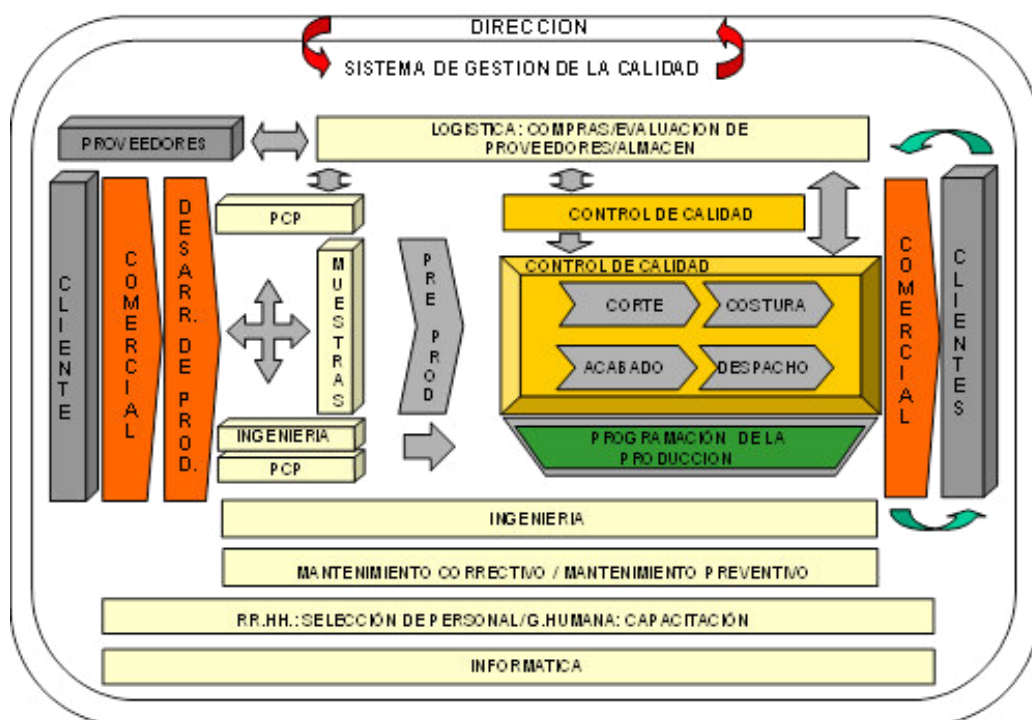 DIRECCION
SISTEMA DE GESTION DE LA CALIDAD
PROVEEDORES
LOGISTICA: COMPRAS/EVALUACION DE
PROVEEDORES/ALMACEN
CLIENTE
COMERCIAL
DESARR. DE PROD.
PCP
MUESTRAS
INGENIERIA
PCP
PRE PROD
CONTROL DE CALIDAD
CONTROL DE CALIDAD
CORTE
COSTURA
ACABADO
DESPACHO
PROGRAMACIÓN DE LA
PRODUCCION
COMERCIAL
CLIENTES
INGENIERIA
MANTENIMIENTO CORRECTIVO / MANTENIMIENTO PREVENTIVO
RR.HH.: SELECCIÓN DE PERSONAL/G.HUMANA: CAPACITACIÓN
INFORMATICA